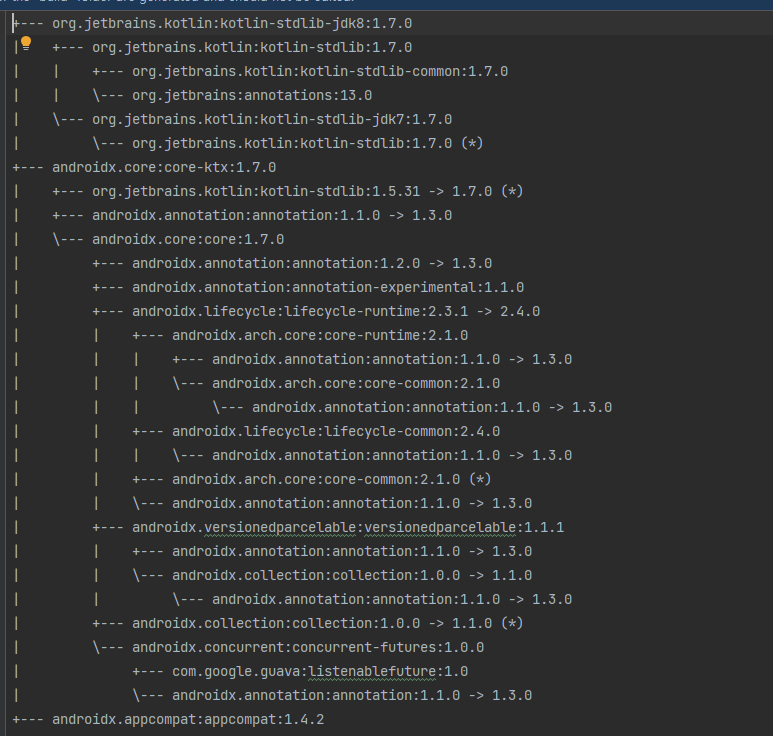 the build folder are generated and should not be edited.
+--- org.jetbrains.kotlin:kotlin-stdlib-jdk8:1.7.0
|    +--- org.jetbrains.kotlin:kotlin-stdlib:1.7.0
|    |    +--- org.jetbrains.kotlin:kotlin-stdlib-common:1.7.0
|    |    \--- org.jetbrains:annotations:13.0
|    \--- org.jetbrains.kotlin:kotlin-stdlib-jdk7:1.7.0
|         \--- org.jetbrains.kotlin:kotlin-stdlib:1.7.0 (*)
+--- androidx.core:core-ktx:1.7.0
|    +--- org.jetbrains.kotlin:kotlin-stdlib:1.5.31 -> 1.7.0 (*)
|    +--- androidx.annotation:annotation:1.1.0 -> 1.3.0
|    \--- androidx.core:core:1.7.0
|         +--- androidx.annotation:annotation:1.2.0 -> 1.3.0
|         +--- androidx.annotation:annotation-experimental:1.1.0
|         +--- androidx.lifecycle:lifecycle-runtime:2.3.1 -> 2.4.0
|         |    +--- androidx.arch.core:core-runtime:2.1.0
|         |    |    +--- androidx.annotation:annotation:1.1.0 -> 1.3.0
|         |    |    \--- androidx.arch.core:core-common:2.1.0
|         |    |         \--- androidx.annotation:annotation:1.1.0 -> 1.3.0
|         |    +--- androidx.lifecycle:lifecycle-common:2.4.0
|         |    |    \--- androidx.annotation:annotation:1.1.0 -> 1.3.0
|         |    +--- androidx.arch.core:core-common:2.1.0 (*)
|         |    \--- androidx.annotation:annotation:1.1.0 -> 1.3.0
|         +--- androidx.versionedparcelable:versionedparcelable:1.1.1
|         |    +--- androidx.annotation:annotation:1.1.0 -> 1.3.0
|         |    \--- androidx.collection:collection:1.0.0 -> 1.1.0
|         |         \--- androidx.annotation:annotation:1.1.0 -> 1.3.0
|         +--- androidx.collection:collection:1.0.0 -> 1.1.0 (*)
|         \--- androidx.concurrent:concurrent-futures:1.0.0
|              +--- com.google.guava:listenablefuture:1.0
|              \--- androidx.annotation:annotation:1.1.0 -> 1.3.0
+--- androidx.appcompat:appcompat:1.4.2